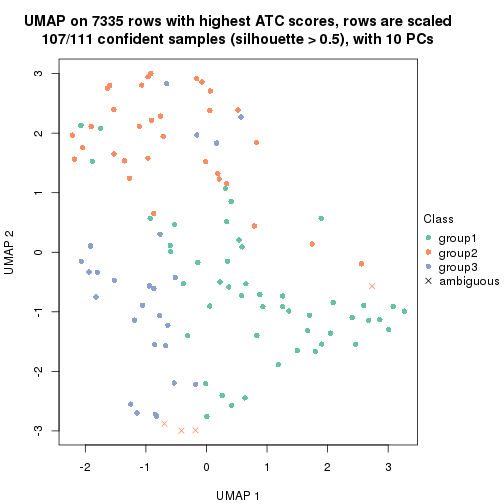 UMAP on 7335 rows with highest ATC scores, rows are scaled
107/111 confident samples (silhouette > 0.5), with 10 PCs
3
2
1
0
-1
-2
-3
UMAP 2
-2
-1
0
1
2
3
UMAP 1
Class
group1
group2
group3
ambiguous